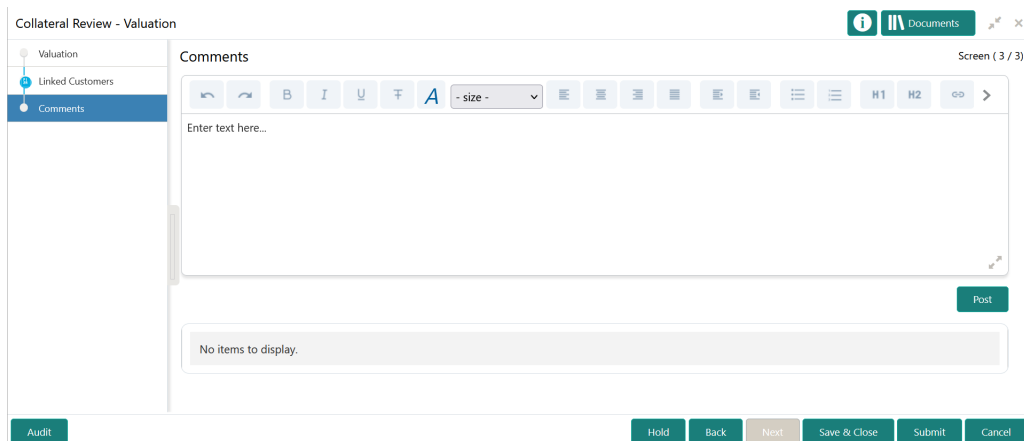 Collateral Review - Valuation
Documents
Valuation
Linked Customers
Comments
Comments
Screen ( 3 / 3)
B I U T A - size - H1 H2
Enter text here...
Post
No items to display.
Audit
Hold Back Next Save & Close Submit Cancel